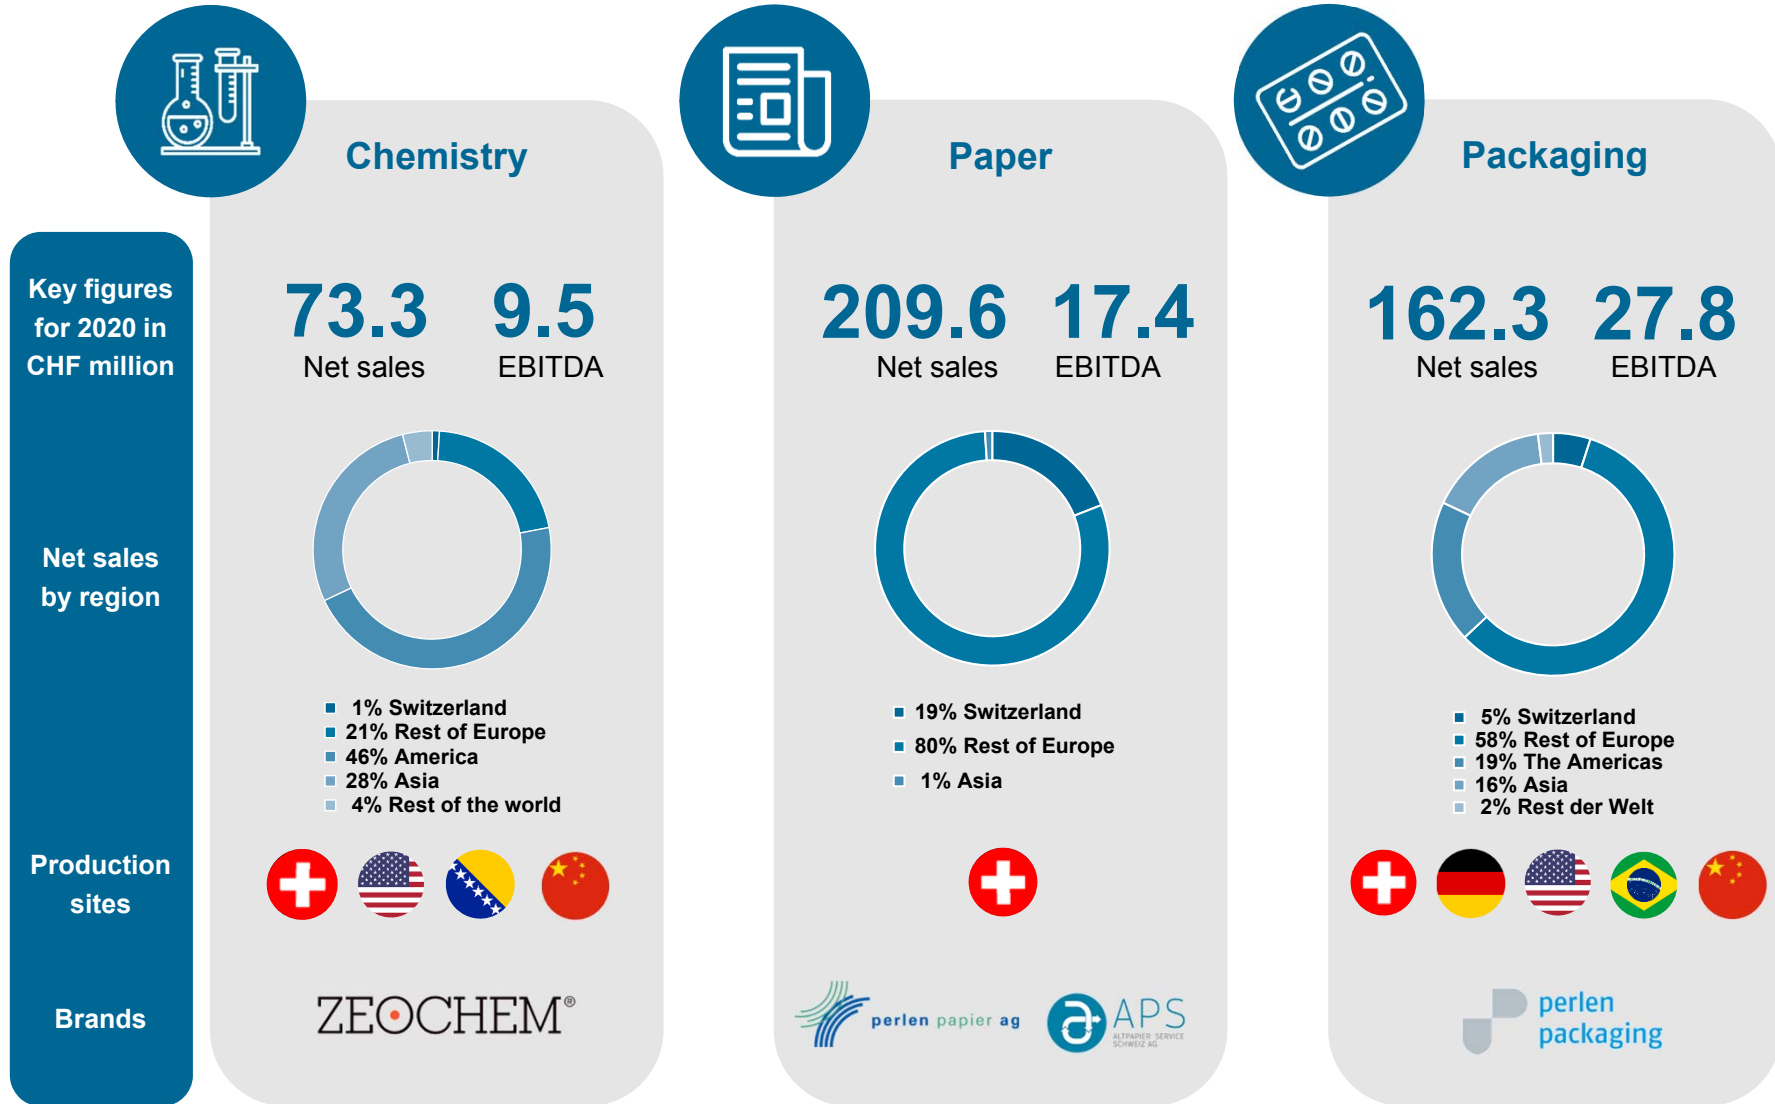 Chemistry
Paper
Packaging
Key figures
for 2020 in
CHF million
73.3 9.5
Net sales EBITDA
209.6 17.4
Net sales EBITDA
162.3 27.8
Net sales EBITDA
Net sales
by region
1% Switzerland
21% Rest of Europe
46% America
28% Asia
4% Rest of the world
19% Switzerland
80% Rest of Europe
1% Asia
5% Switzerland
58% Rest of Europe
19% The Americas
16% Asia
2% Rest der Welt
Production
sites
Brands
ZEOCHEM®
perlen papier ag
APS
ALTPAPIER SERVICE
SCHWEIZ AG
perlen
packaging